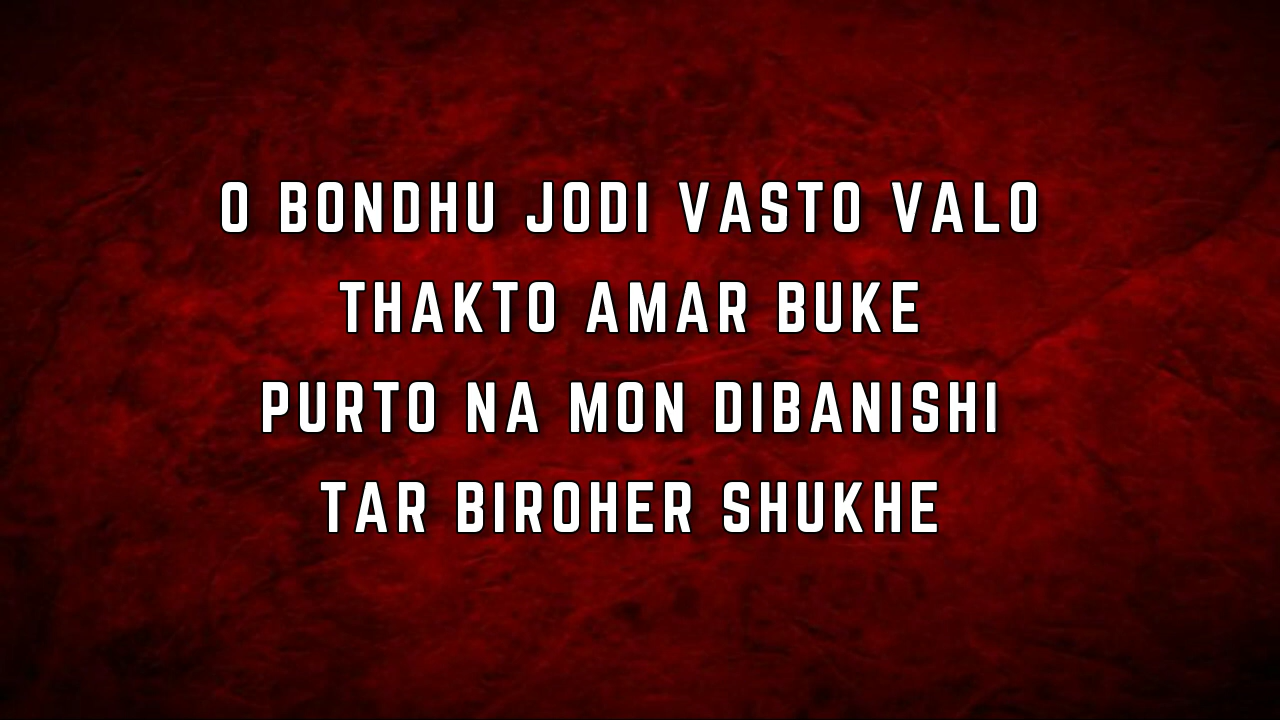 O BONDHU JODI VASTO VALO
THAKTO AMAR BUKE
PURTO NA MON DIBANISHI
TAR BIROHER SHUKHE